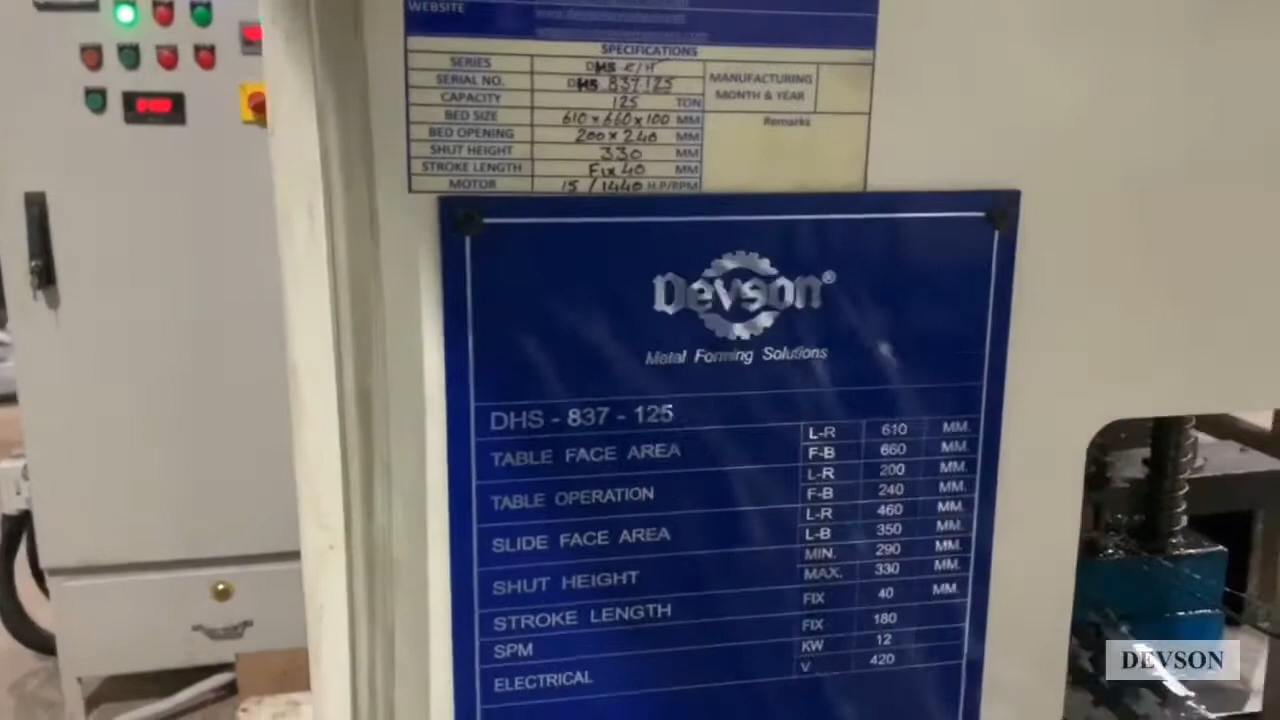 WEBSITE
SPECIFICATIONS
SERIES DHS E/H
SERIAL NO. DHS 837.125
CAPACITY 125 TON
BED SIZE 610 x 660 x 100 MM
BED OPENING 200 x 240 MM
SHUT HEIGHT 330 MM
STROKE LENGTH Fix 40 MM
MOTOR 15 / 1440 H.P/RPM
MANUFACTURING
MONTH & YEAR
Remarks
Devson®
Metal Forming Solutions
DHS - 837 - 125
TABLE FACE AREA L-R 610 MM.
F-B 660 MM.
TABLE OPERATION L-R 200 MM.
F-B 240 MM.
SLIDE FACE AREA L-R 460 MM.
L-B 350 MM.
SHUT HEIGHT MIN. 290 MM.
MAX. 330 MM.
STROKE LENGTH FIX 40 MM.
SPM FIX 180
ELECTRICAL KW 12
V 420
DEVSON